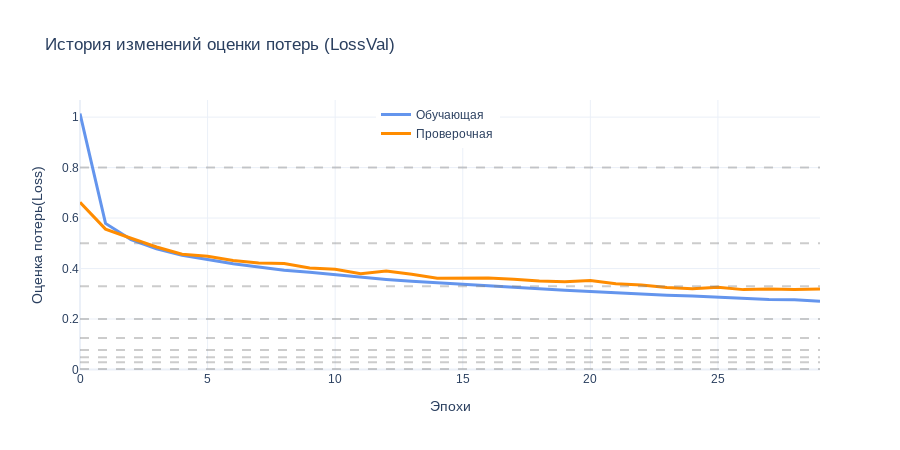 История изменений оценки потерь (LossVal)
Обучающая
Проверочная
Оценка потерь(Loss)
1
0.8
0.6
0.4
0.2
0
0 5 10 15 20 25
Эпохи